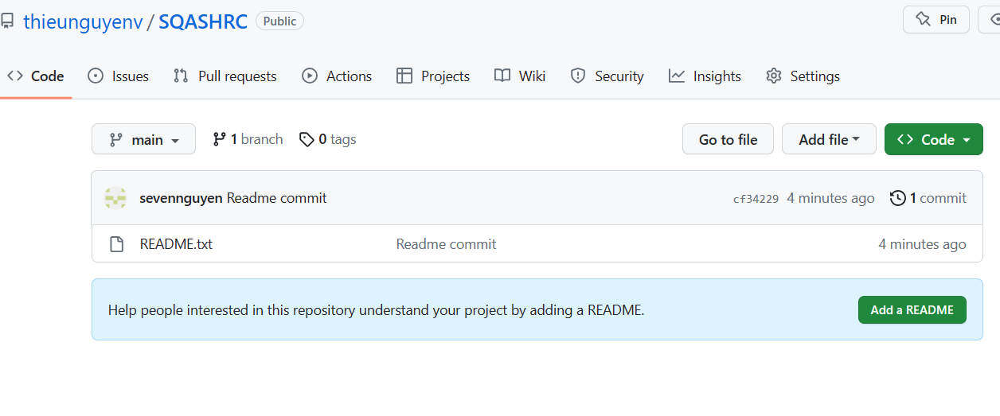 thieunguyenv / SQASHRC Public Pin
Code Issues Pull requests Actions Projects Wiki Security Insights Settings
main 1 branch 0 tags Go to file Add file Code
sevennguyen Readme commit cf34229 4 minutes ago 1 commit
README.txt Readme commit 4 minutes ago
Help people interested in this repository understand your project by adding a README. Add a README